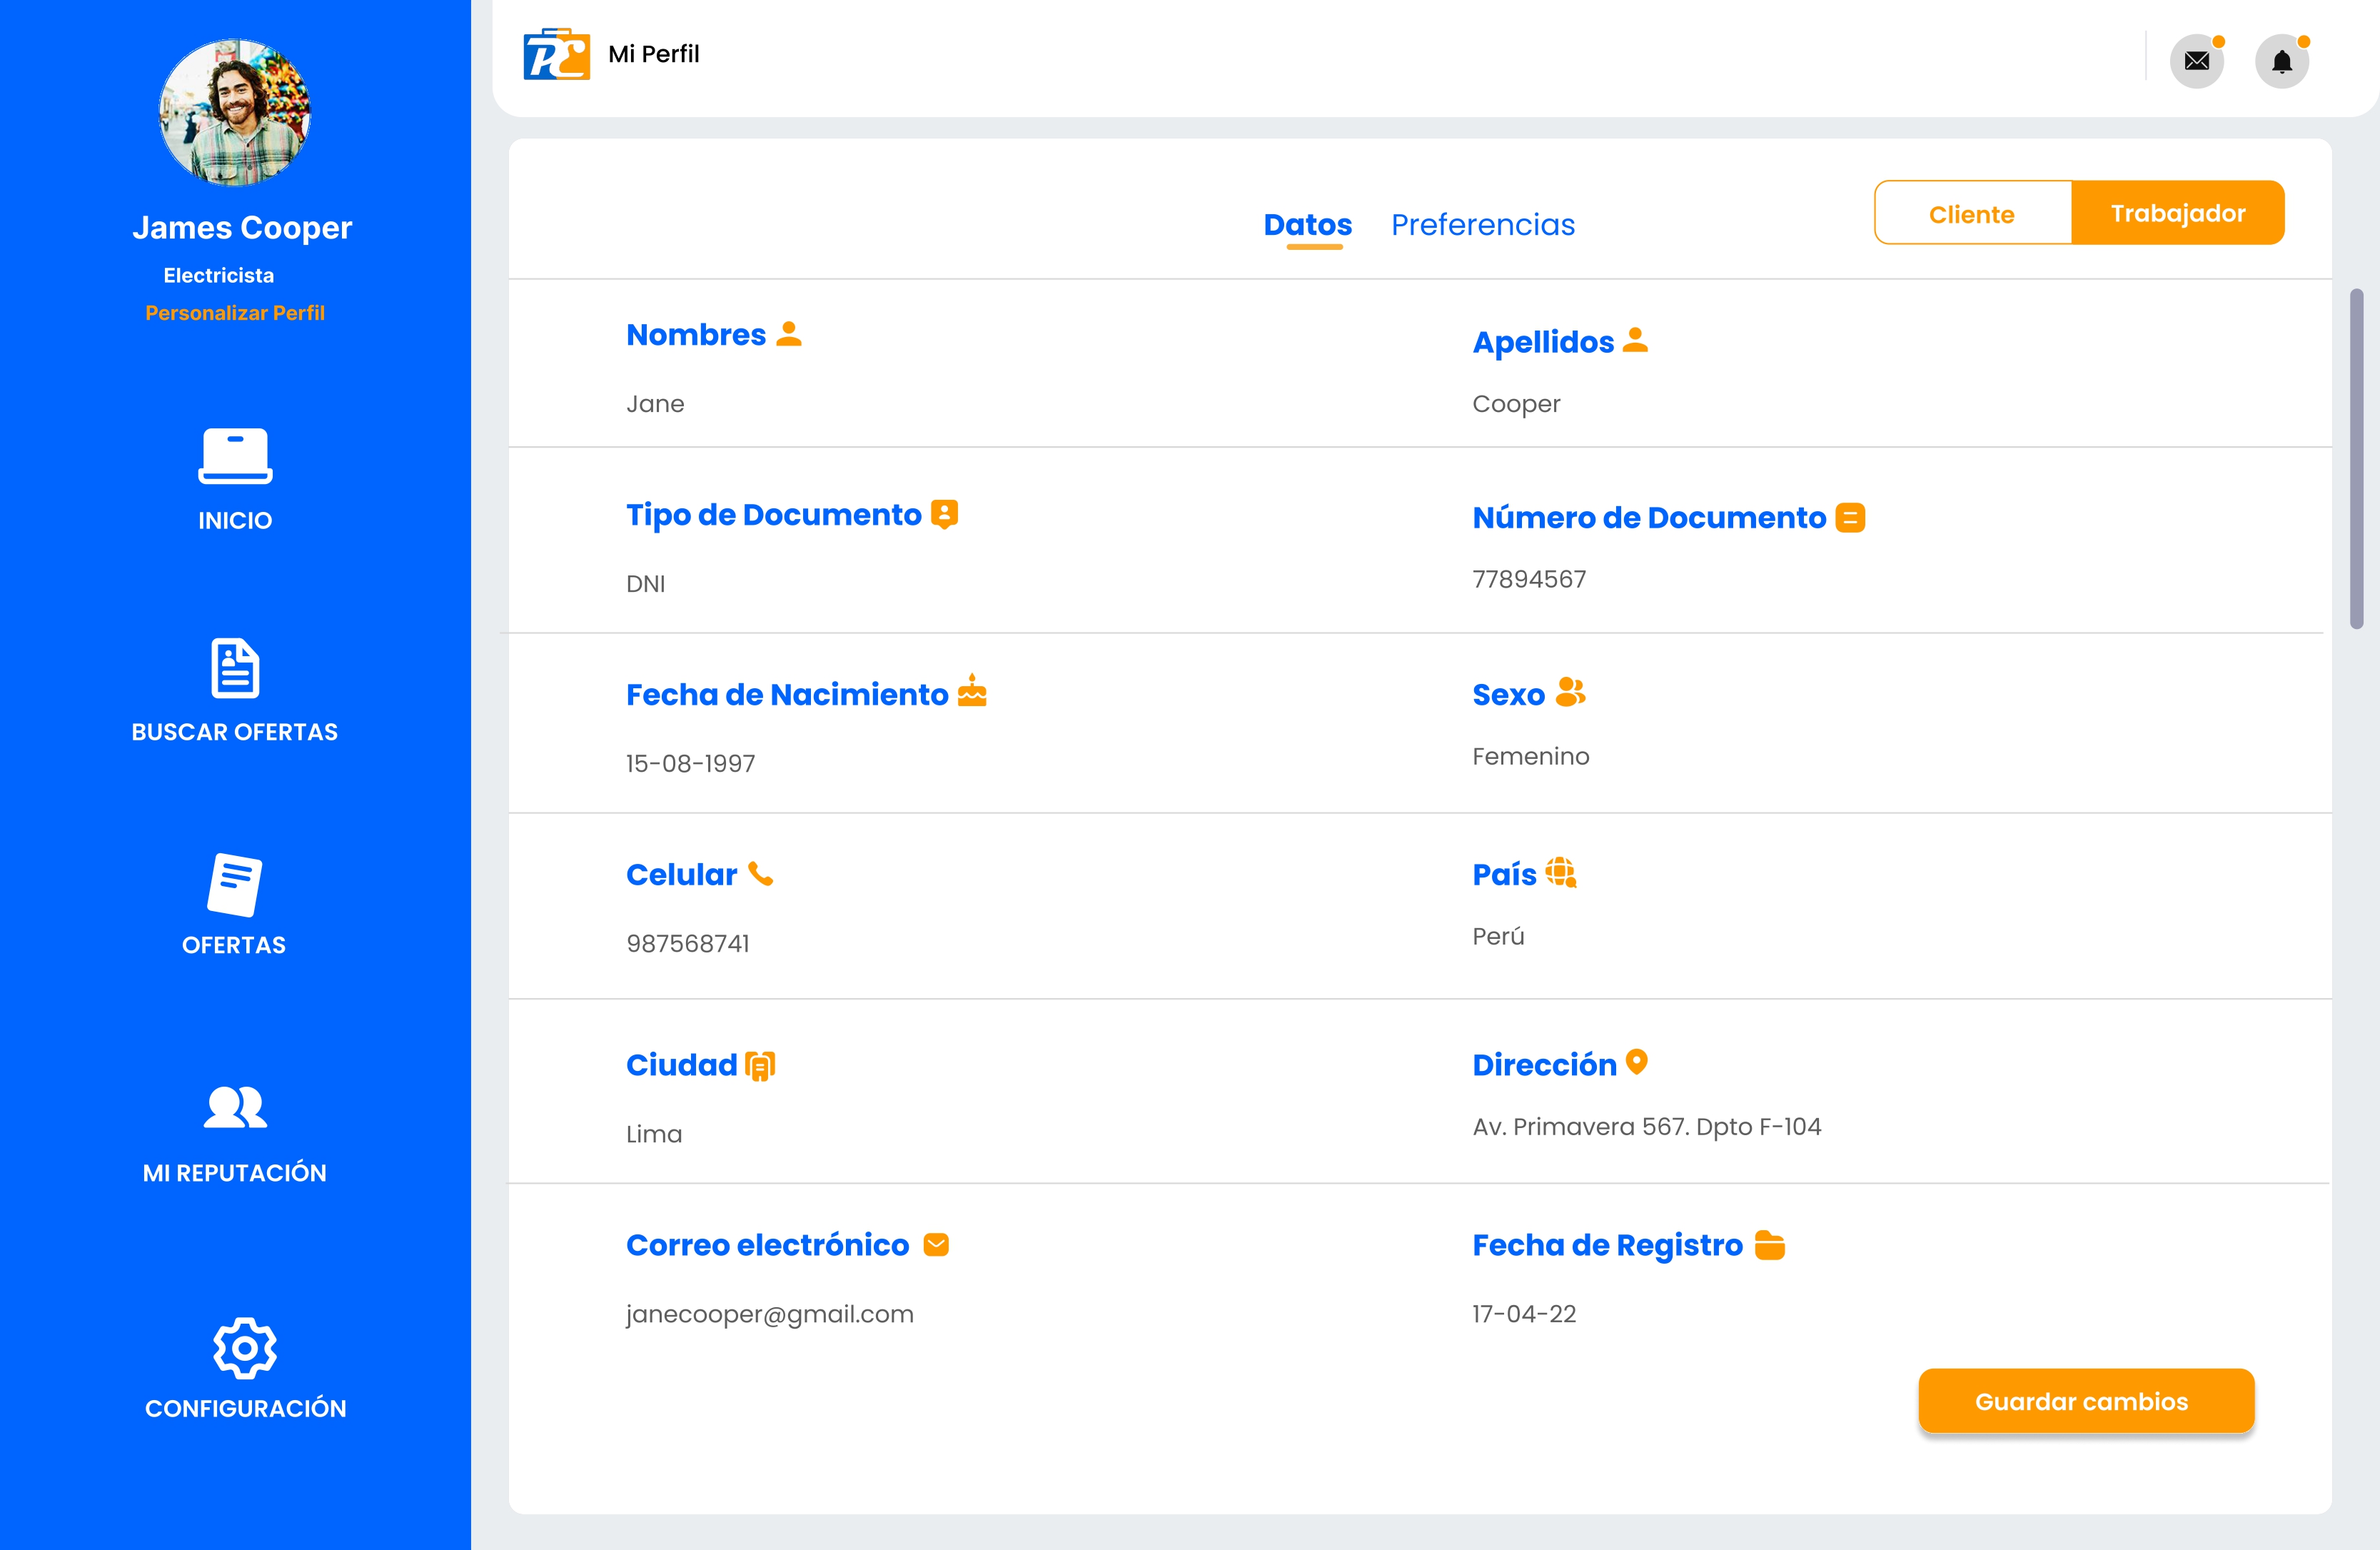 James Cooper
Electricista
Personalizar Perfil
INICIO
BUSCAR OFERTAS
OFERTAS
MI REPUTACIÓN
CONFIGURACIÓN
Mi Perfil
Datos Preferencias
Cliente Trabajador
Nombres Apellidos
Jane Cooper
Tipo de Documento Número de Documento
DNI 77894567
Fecha de Nacimiento Sexo
15-08-1997 Femenino
Celular País
987568741 Perú
Ciudad Dirección
Lima Av. Primavera 567. Dpto F-104
Correo electrónico Fecha de Registro
janecooper@gmail.com 17-04-22
Guardar cambios